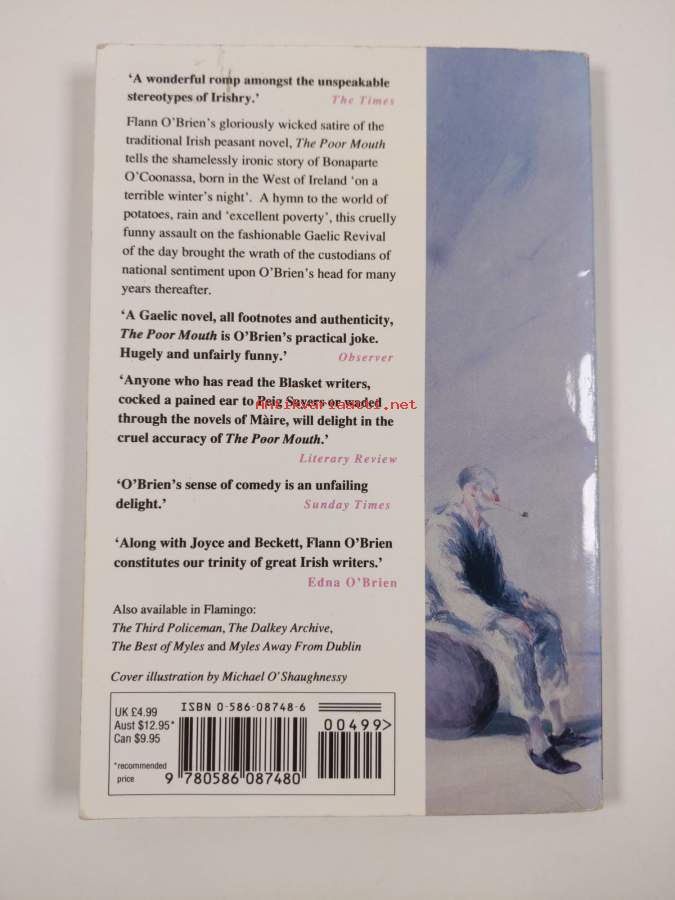 ‘A wonderful romp amongst the unspeakable
stereotypes of Irishry.’ The Times
Flann O’Brien’s gloriously wicked satire of the
traditional Irish peasant novel, The Poor Mouth
tells the shamelessly ironic story of Bonaparte
O’Coonassa, born in the West of Ireland ‘on a
terrible winter’s night’. A hymn to the world of
potatoes, rain and ‘excellent poverty’, this cruelly
funny assault on the fashionable Gaelic Revival
of the day brought the wrath of the custodians of
national sentiment upon O’Brien’s head for many
years thereafter.
‘A Gaelic novel, all footnotes and authenticity,
The Poor Mouth is O’Brien’s practical joke.
Hugely and unfairly funny.’ Observer
‘Anyone who has read the Blasket writers,
cocked a pained ear to Peig Sayers or waded
antikvariaatti.net
through the novels of Màire, will delight in the
cruel accuracy of The Poor Mouth.’
Literary Review
‘O’Brien’s sense of comedy is an unfailing
delight.’ Sunday Times
‘Along with Joyce and Beckett, Flann O’Brien
constitutes our trinity of great Irish writers.’
Edna O’Brien
Also available in Flamingo:
The Third Policeman, The Dalkey Archive,
The Best of Myles and Myles Away From Dublin
Cover illustration by Michael O’Shaughnessy
UK £4.99
Aust $12.95*
Can $9.95
*recommended
price
ISBN 0-586-08748-6
00499>
9 780586 087480